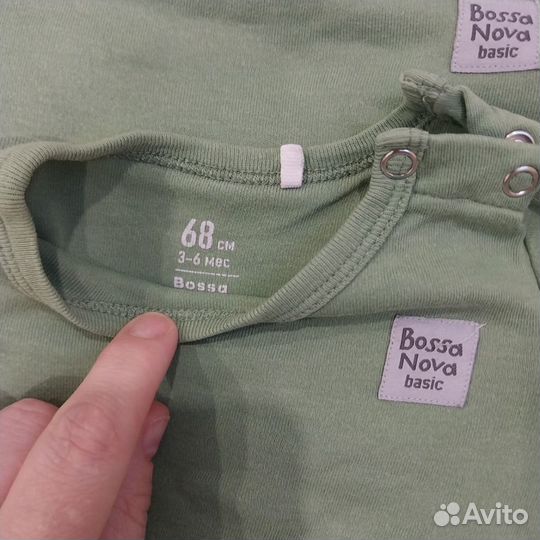 Bossa
Nova
basic
68 см
3-6 мес
Bossa
Bossa
Nova
basic
Avito